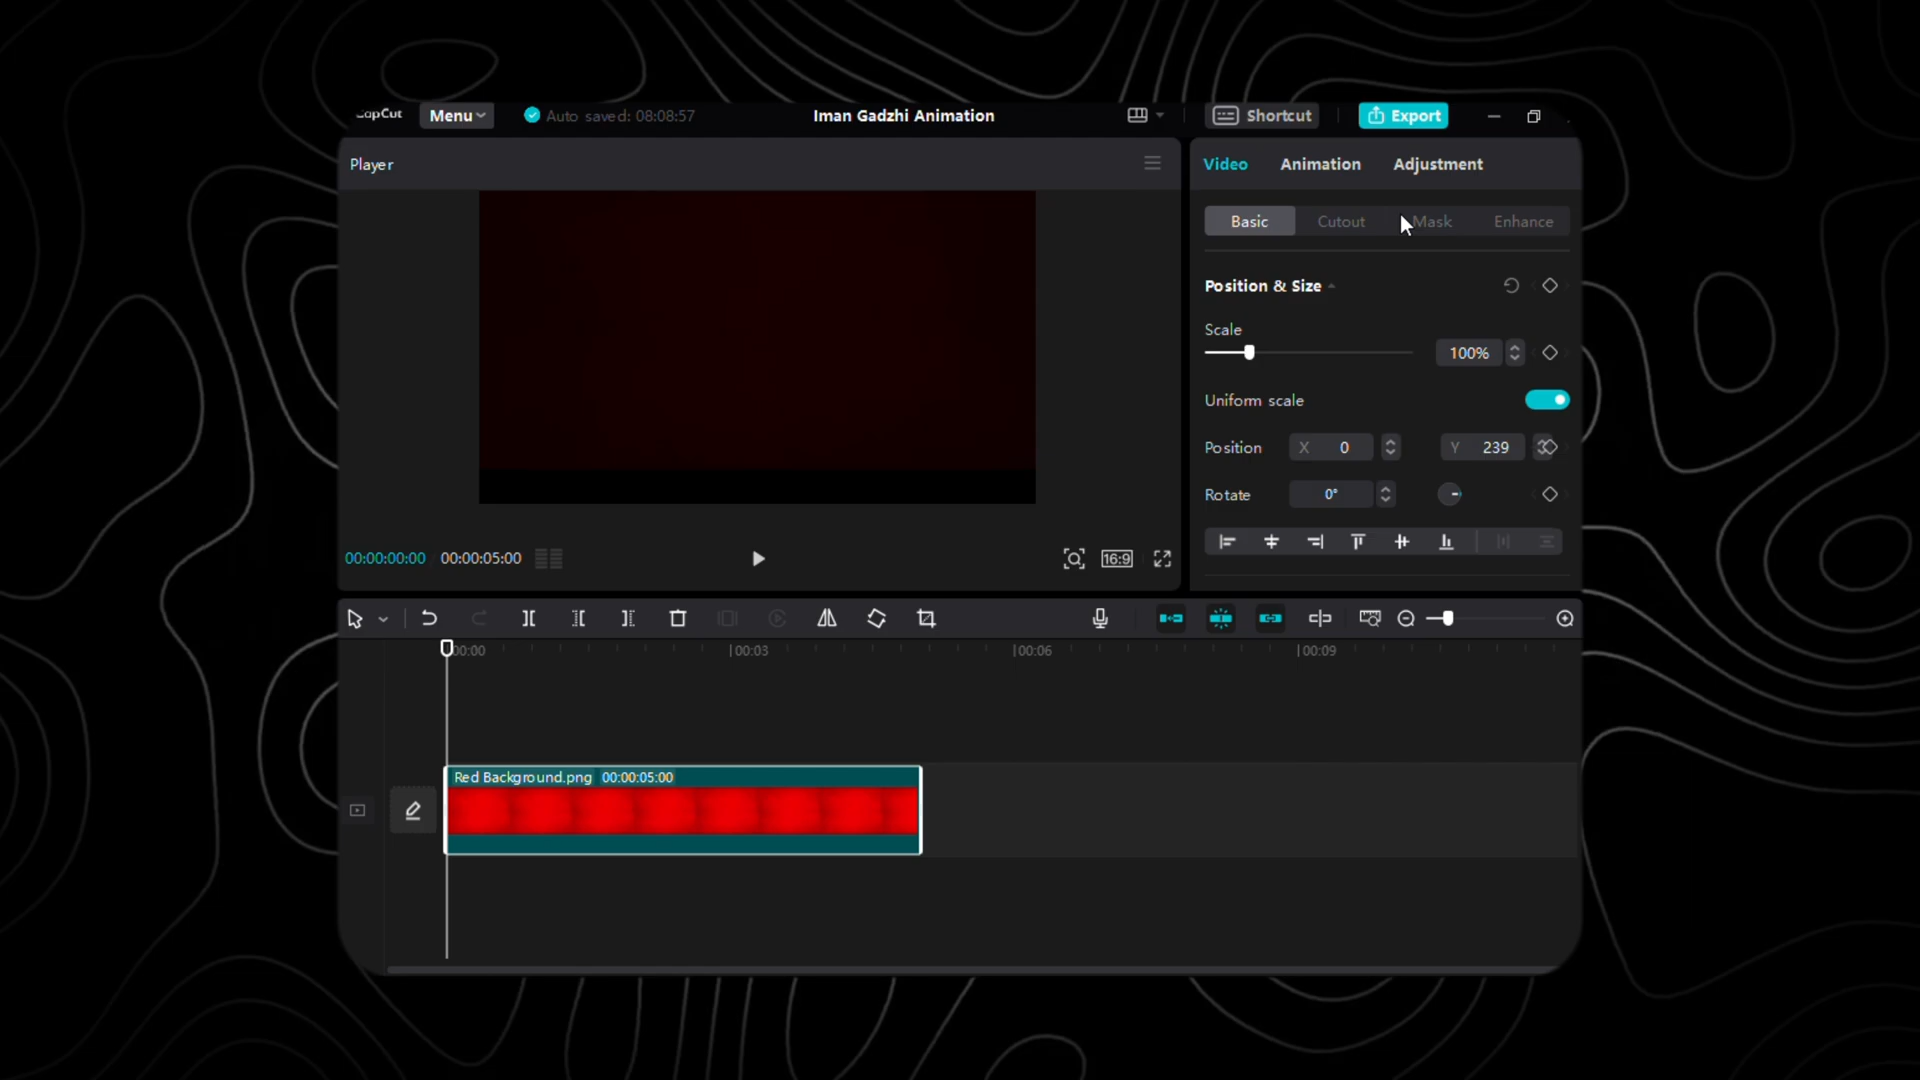 CapCut Menu Auto saved: 08:08:57 Iman Gadzhi Animation Shortcut Export
Player
Video Animation Adjustment
Basic Cutout Mask Enhance
Position & Size
Scale
100%
Uniform scale
Position X 0 Y 239
Rotate 0°
00:00:00:00 00:00:05:00 16:9
00:00 00:03 00:06 00:09
Red Background.png 00:00:05:00